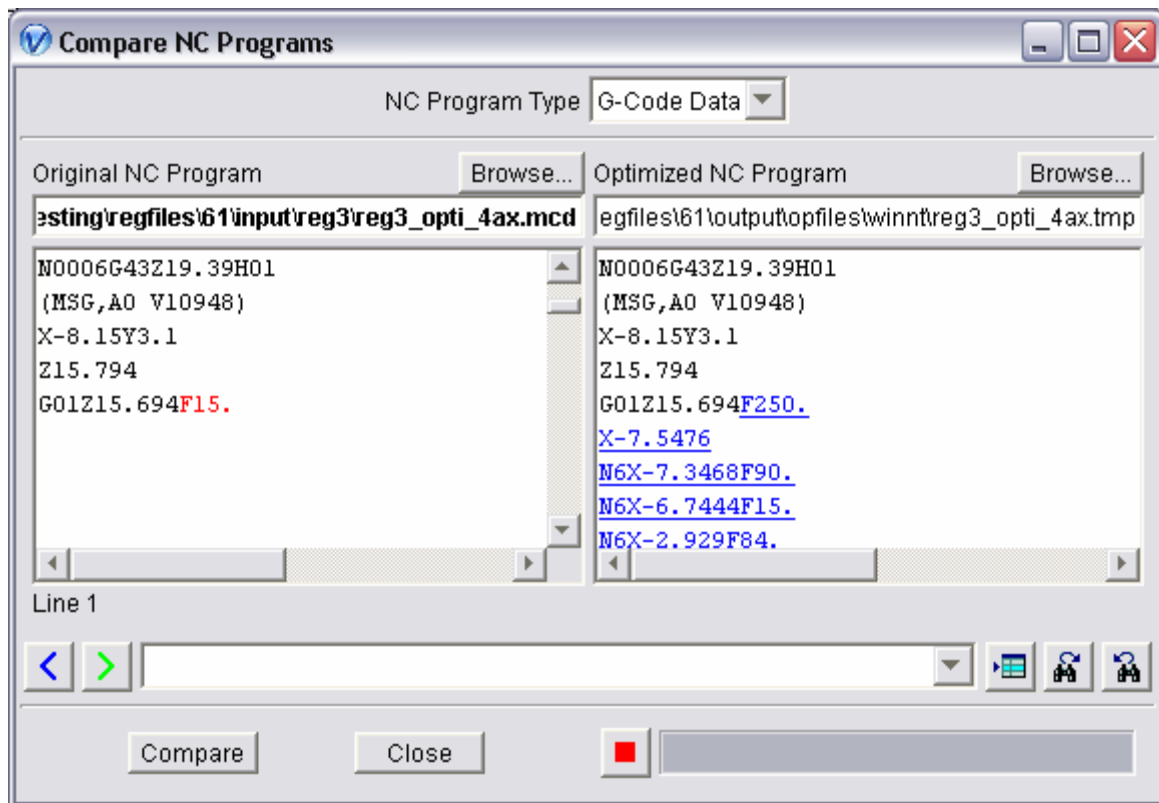 Compare NC Programs
NC Program Type G-Code Data
Original NC Program Browse... Optimized NC Program Browse...
esting\regfiles\61\input\reg3\reg3_opti_4ax.mcd egfiles\61\output\opfiles\winnt\reg3_opti_4ax.tmp
N0006G43Z19.39H01
(MSG,A0 V10948)
X-8.15Y3.1
Z15.794
G01Z15.694F15.
N0006G43Z19.39H01
(MSG,A0 V10948)
X-8.15Y3.1
Z15.794
G01Z15.694F250.
X-7.5476
N6X-7.3468F90.
N6X-6.7444F15.
N6X-2.929F84.
Line 1
Compare Close